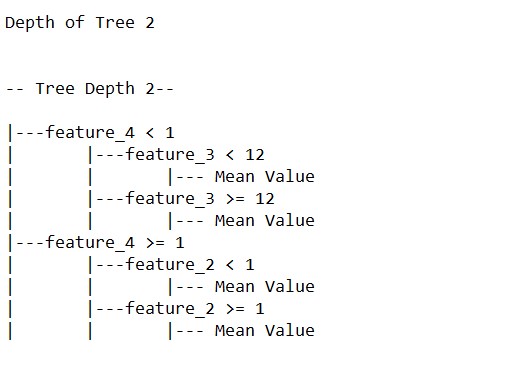 Depth of Tree 2
-- Tree Depth 2--
|---feature_4 < 1
|       |---feature_3 < 12
|       |       |--- Mean Value
|       |---feature_3 >= 12
|       |       |--- Mean Value
|---feature_4 >= 1
|       |---feature_2 < 1
|       |       |--- Mean Value
|       |---feature_2 >= 1
|       |       |--- Mean Value